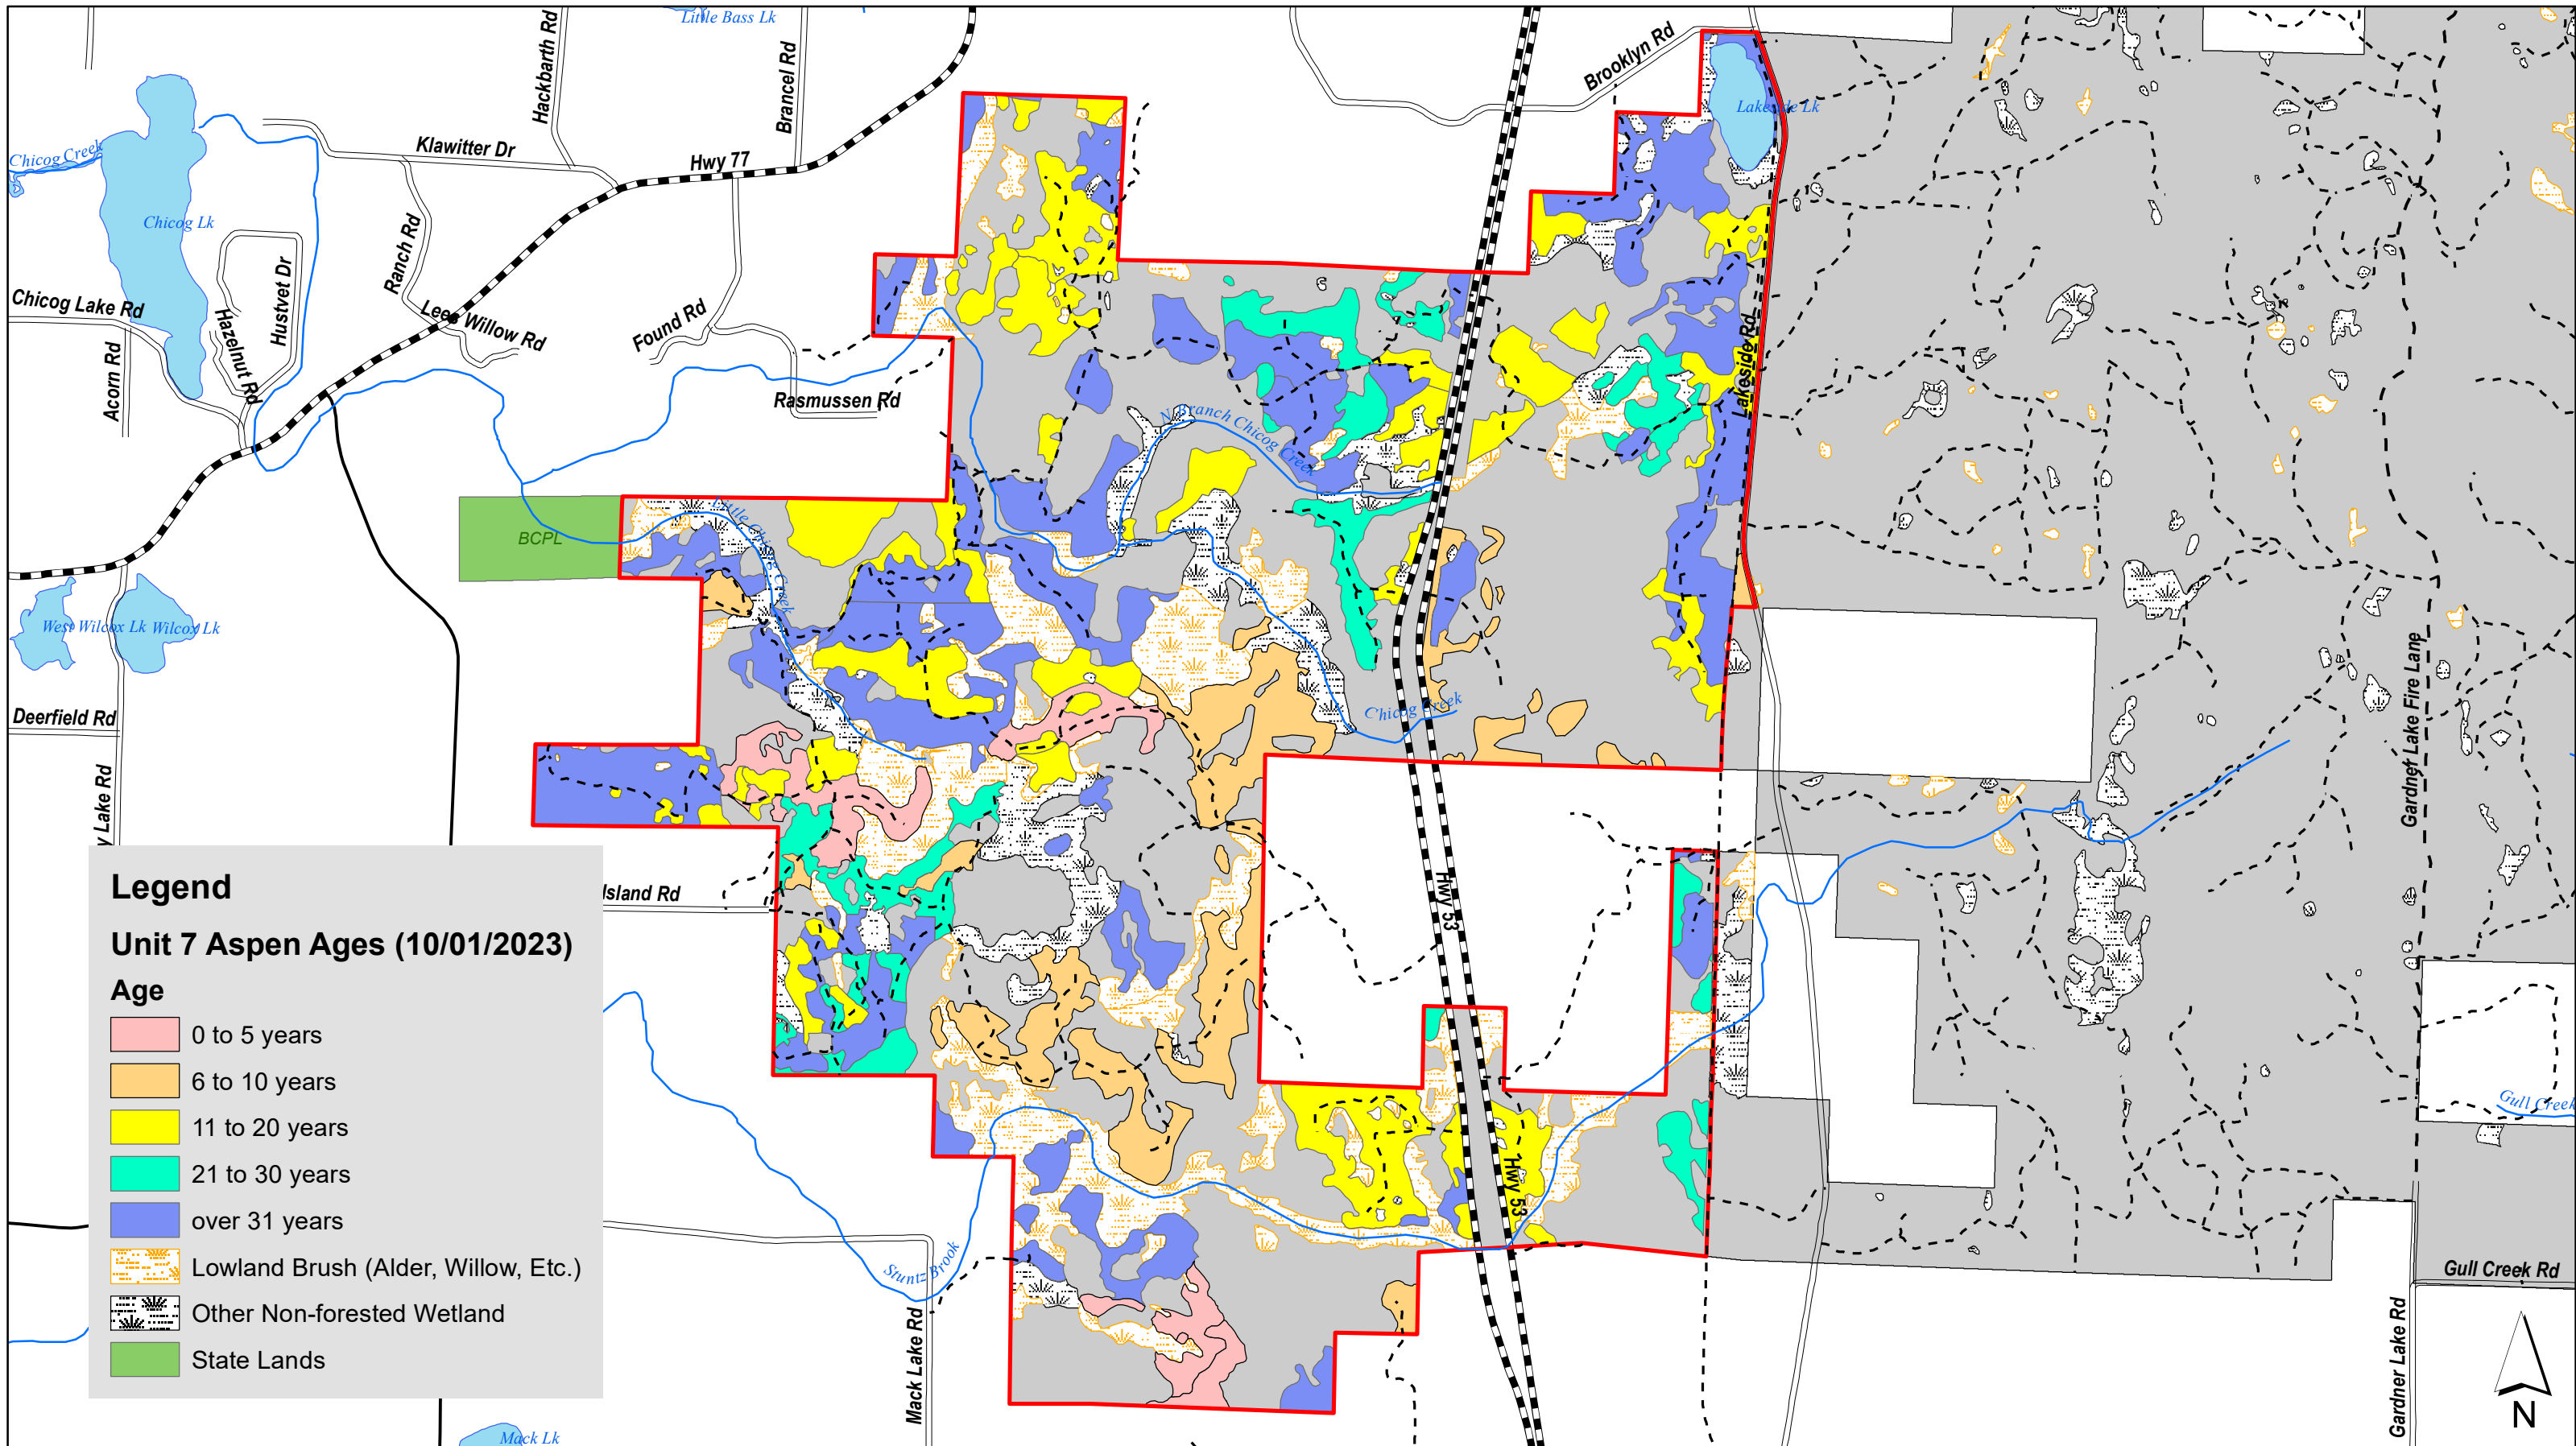 Little Bass Lk
Hackbarth Rd
Brancel Rd
Brooklyn Rd
Lakeside Lk
Chicog Creek
Klawitter Dr
Hwy 77
Chicog Lk
Ranch Rd
Hustvet Dr
Chicog Lake Rd
Hazelnut Rd
Lees Willow Rd
Found Rd
Acorn Rd
Lakeside Rd
Rasmussen Rd
N Branch Chicog Creek
BCPL
Little Chicog Creek
West Wilcox Lk
Wilcox Lk
Gardner Lake Fire Lane
Deerfield Rd
Chicog Creek
y Lake Rd
Island Rd
Hwy 53
Hwy 53
Gull Creek
Stuntz Brook
Mack Lake Rd
Gull Creek Rd
Gardner Lake Rd
Mack Lk
N
Legend
Unit 7 Aspen Ages (10/01/2023)
Age
0 to 5 years
6 to 10 years
11 to 20 years
21 to 30 years
over 31 years
Lowland Brush (Alder, Willow, Etc.)
Other Non-forested Wetland
State Lands